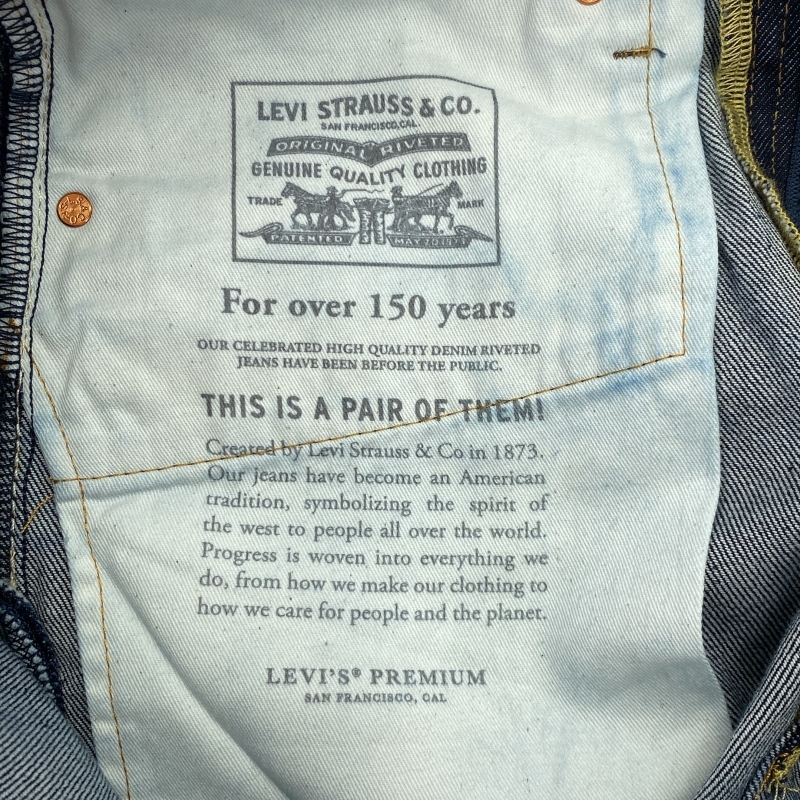 LEVI STRAUSS & CO.
SAN FRANCISCO, CAL.
ORIGINAL RIVETED
GENUINE QUALITY CLOTHING
TRADE MARK
PATENTED MAY 20 1873
For over 150 years
OUR CELEBRATED HIGH QUALITY DENIM RIVETED
JEANS HAVE BEEN BEFORE THE PUBLIC.
THIS IS A PAIR OF THEM!
Created by Levi Strauss & Co in 1873.
Our jeans have become an American
tradition, symbolizing the spirit of
the west to people all over the world.
Progress is woven into everything we
do, from how we make our clothing to
how we care for people and the planet.
LEVI'S® PREMIUM
SAN FRANCISCO, CAL